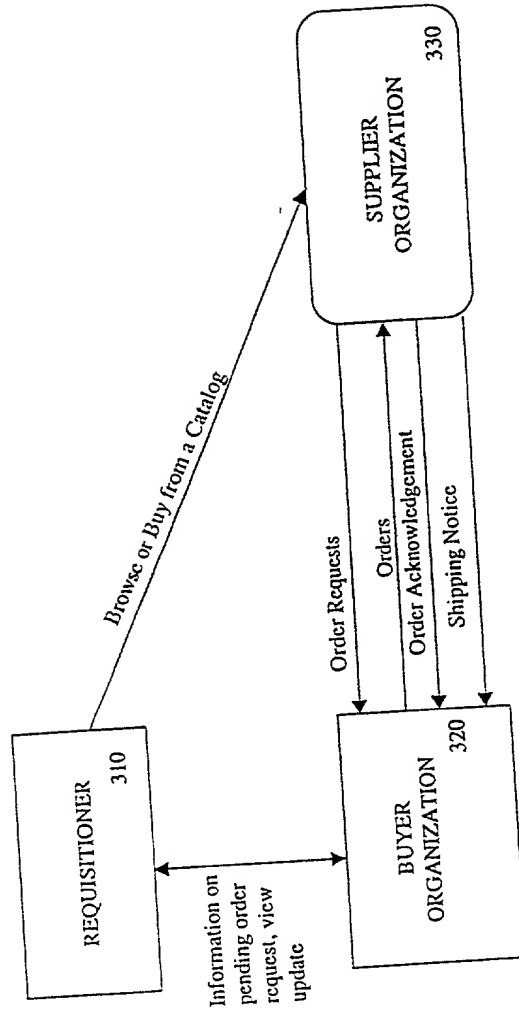 REQUISITIONER
310
Browse or Buy from a Catalog
SUPPLIER
ORGANIZATION
330
Information on
pending order
request, view
update
Order Requests
Orders
Order Acknowledgement
Shipping Notice
BUYER
ORGANIZATION
320